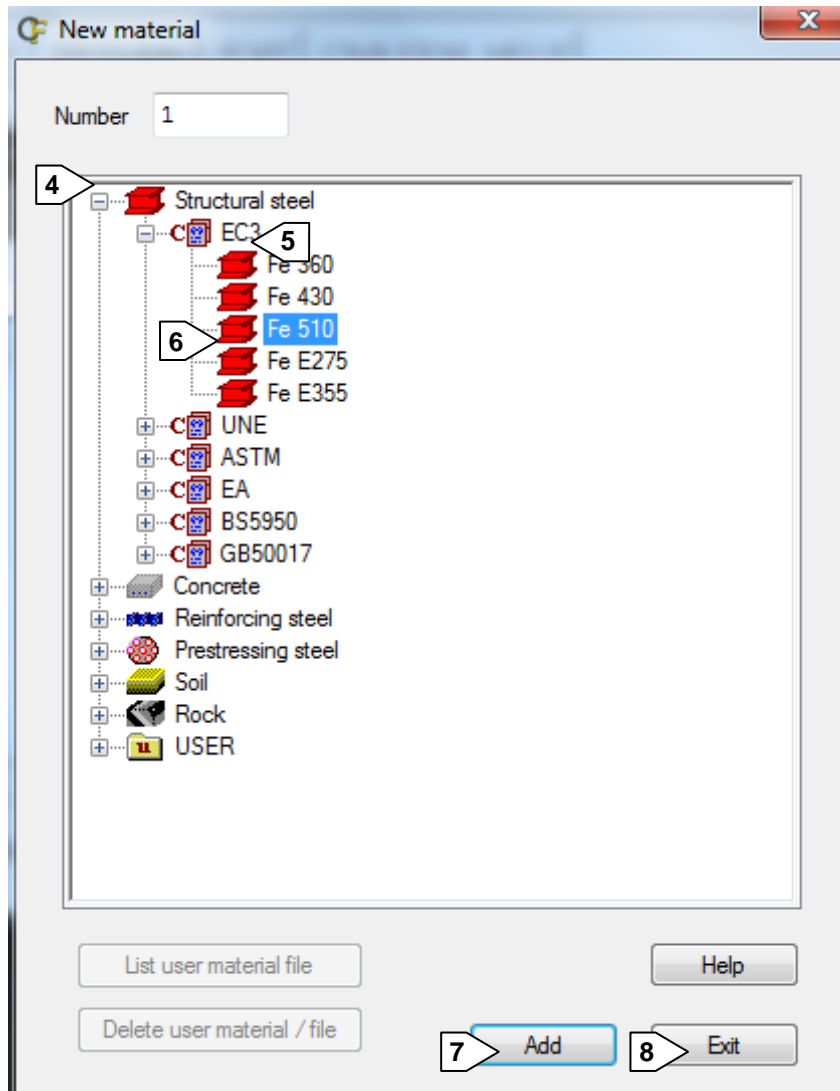 New material
x
Number 1
4
Structural steel
C EC3 5
Fe 360
Fe 430
6 Fe 510
Fe E275
Fe E355
C UNE
C ASTM
C EA
C BS5950
C GB50017
Concrete
Reinforcing steel
Prestressing steel
Soil
Rock
u USER
List user material file Help
Delete user material / file 7 Add 8 Exit